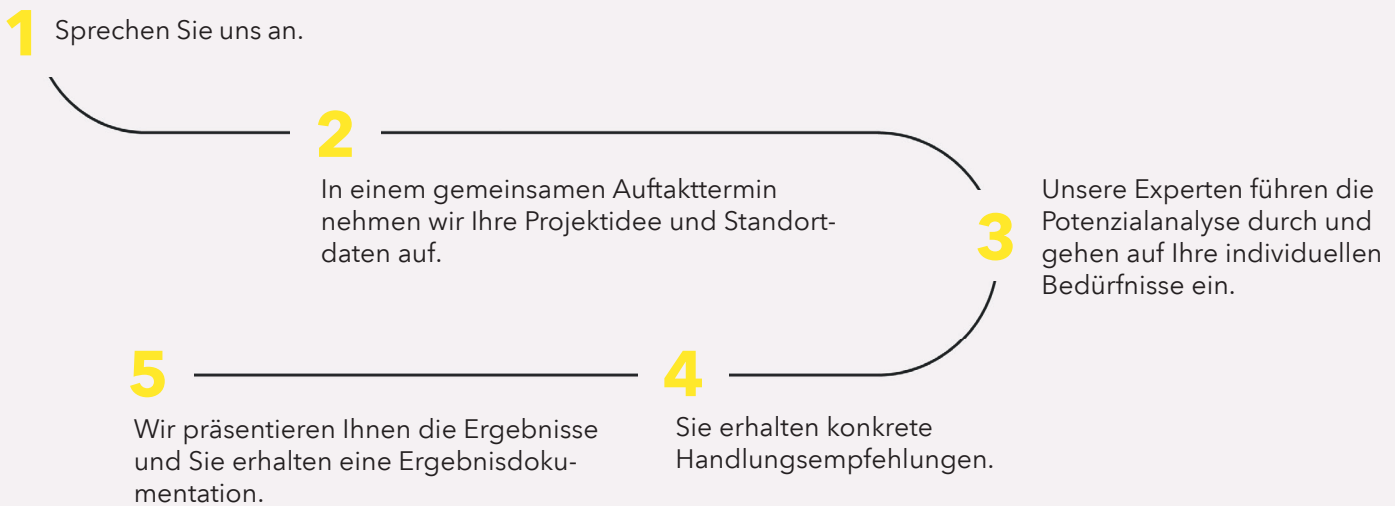 1
Sprechen Sie uns an.
2
In einem gemeinsamen Auftakttermin
nehmen wir Ihre Projektidee und Standort-
daten auf.
3
Unsere Experten führen die
Potenzialanalyse durch und
gehen auf Ihre individuellen
Bedürfnisse ein.
4
Sie erhalten konkrete
Handlungsempfehlungen.
5
Wir präsentieren Ihnen die Ergebnisse
und Sie erhalten eine Ergebnisdoku-
mentation.